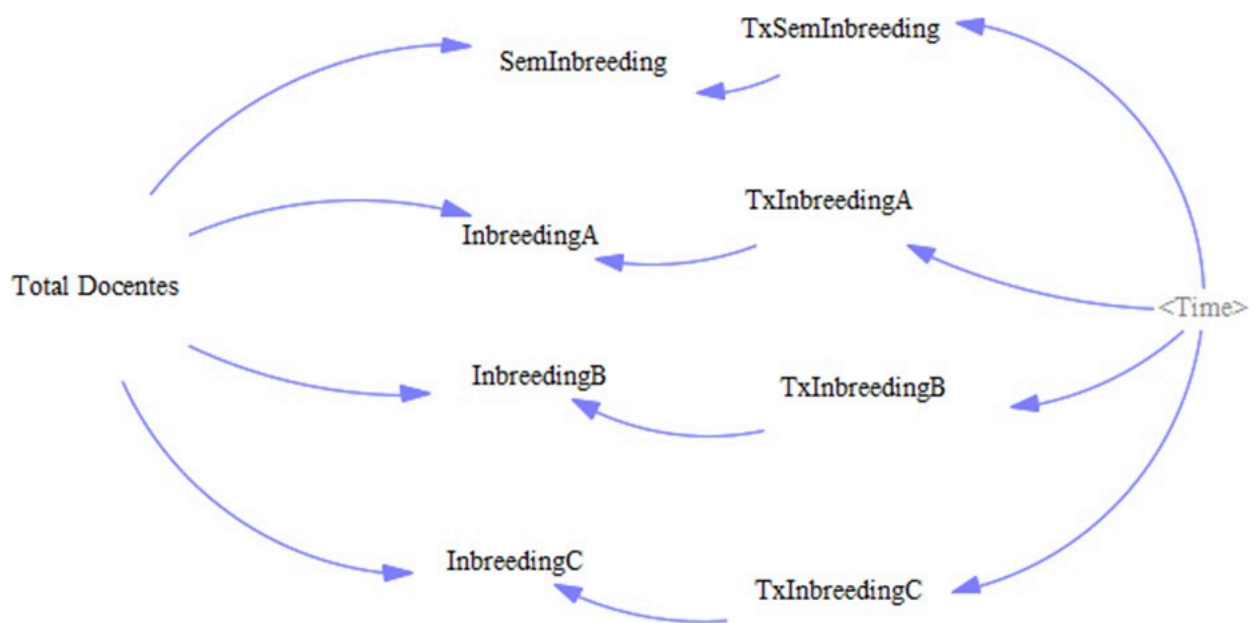 TxSemInbreeding
SemInbreeding
TxInbreedingA
InbreedingA
Total Docentes
<Time>
InbreedingB
TxInbreedingB
InbreedingC
TxInbreedingC